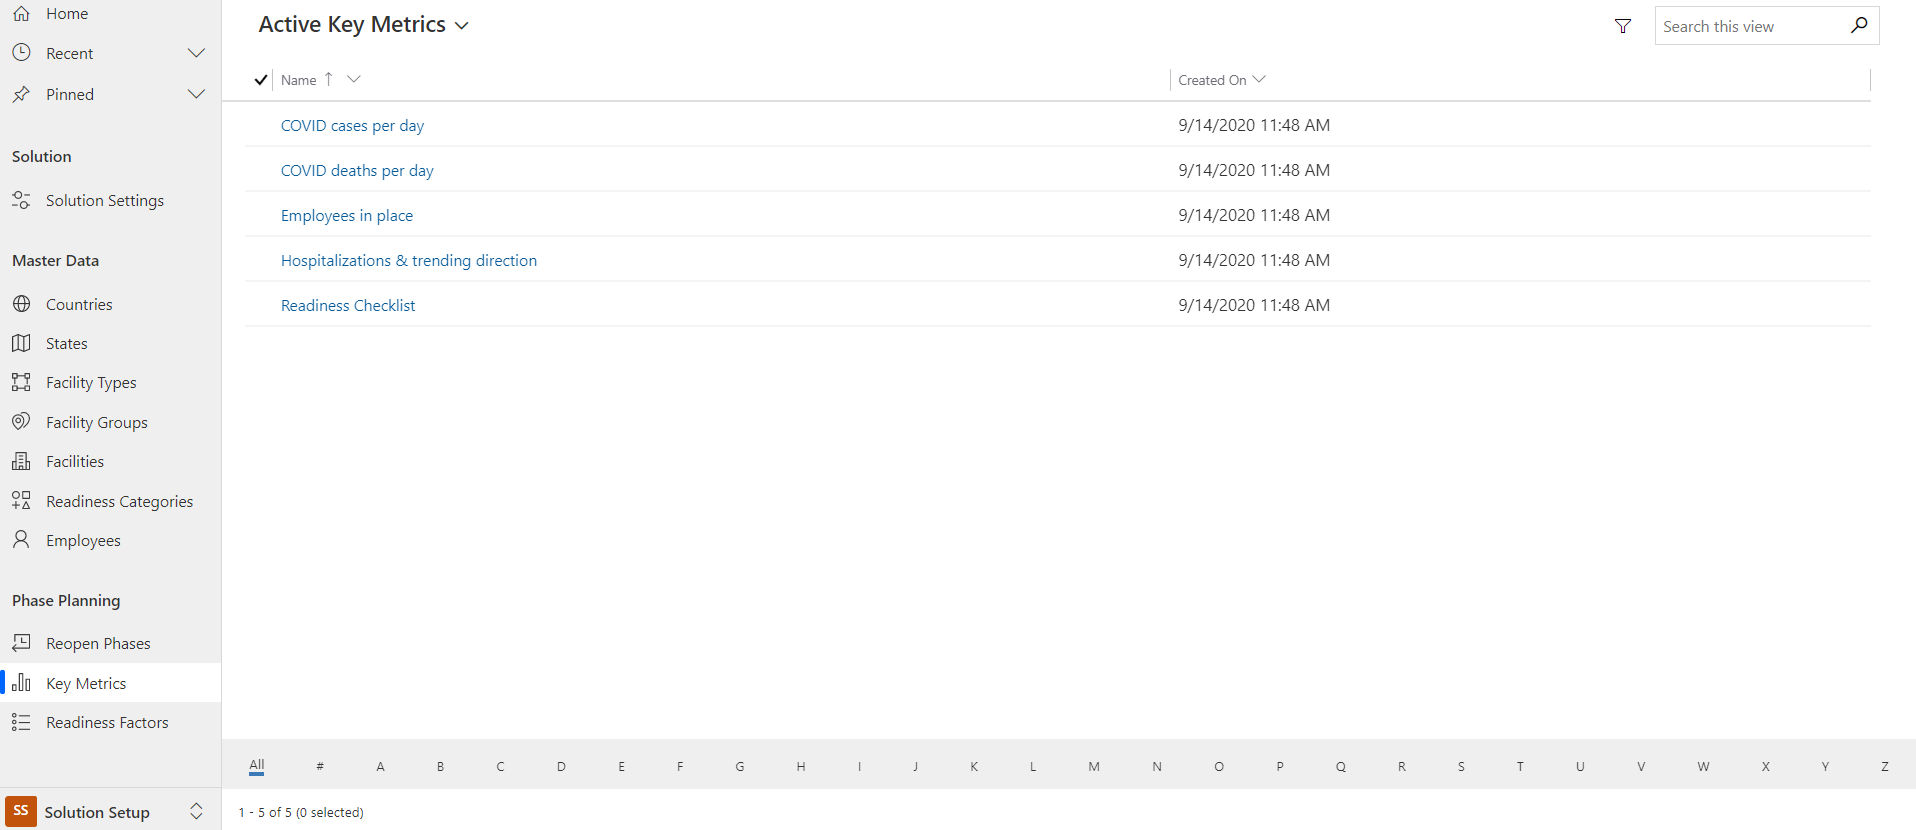 Home
Recent
Pinned
Solution
Solution Settings
Master Data
Countries
States
Facility Types
Facility Groups
Facilities
Readiness Categories
Employees
Phase Planning
Reopen Phases
Key Metrics
Readiness Factors
SS Solution Setup
Active Key Metrics
Search this view
Name Created On
COVID cases per day 9/14/2020 11:48 AM
COVID deaths per day 9/14/2020 11:48 AM
Employees in place 9/14/2020 11:48 AM
Hospitalizations & trending direction 9/14/2020 11:48 AM
Readiness Checklist 9/14/2020 11:48 AM
All # A B C D E F G H I J K L M N O P Q R S T U V W X Y Z
1 - 5 of 5 (0 selected)